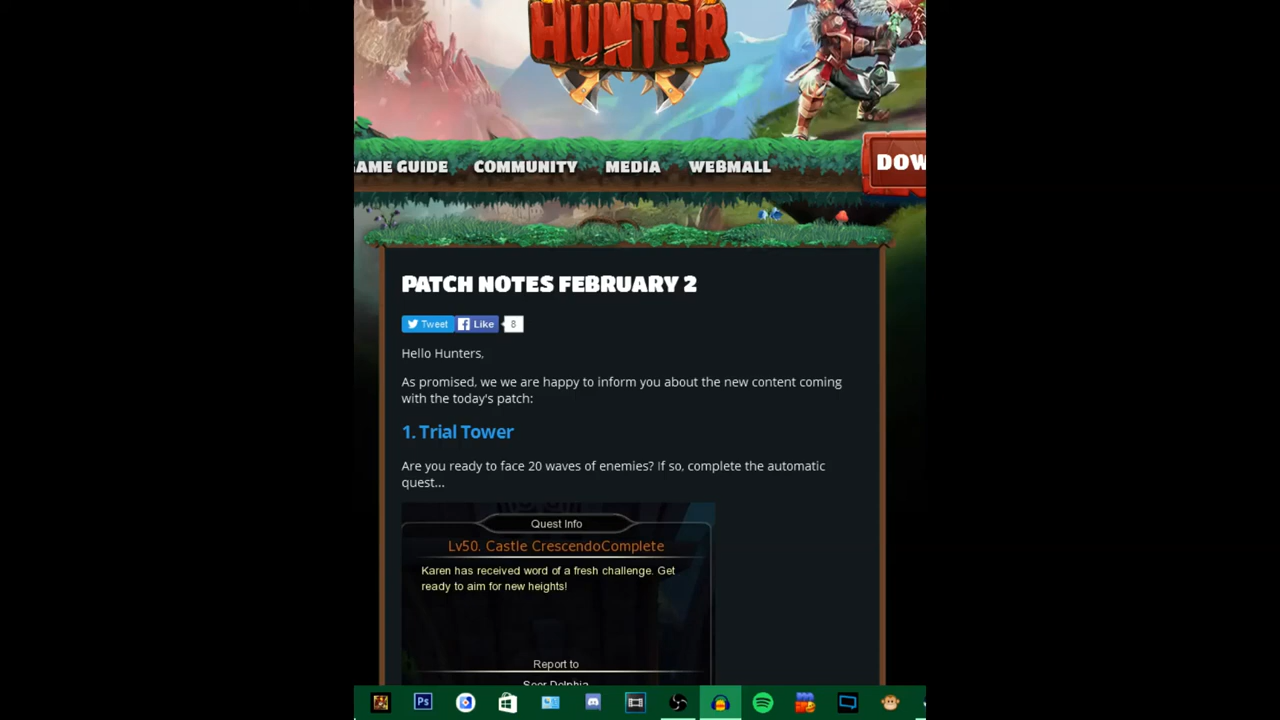 HUNTER
AME GUIDE COMMUNITY MEDIA WEBMALL
DOW
PATCH NOTES FEBRUARY 2
Tweet Like 8
Hello Hunters,
As promised, we we are happy to inform you about the new content coming
with the today's patch:
1. Trial Tower
Are you ready to face 20 waves of enemies? If so, complete the automatic
quest...
Quest Info
Lv50. Castle CrescendoComplete
Karen has received word of a fresh challenge. Get
ready to aim for new heights!
Report to
Seer Delphia
Ps